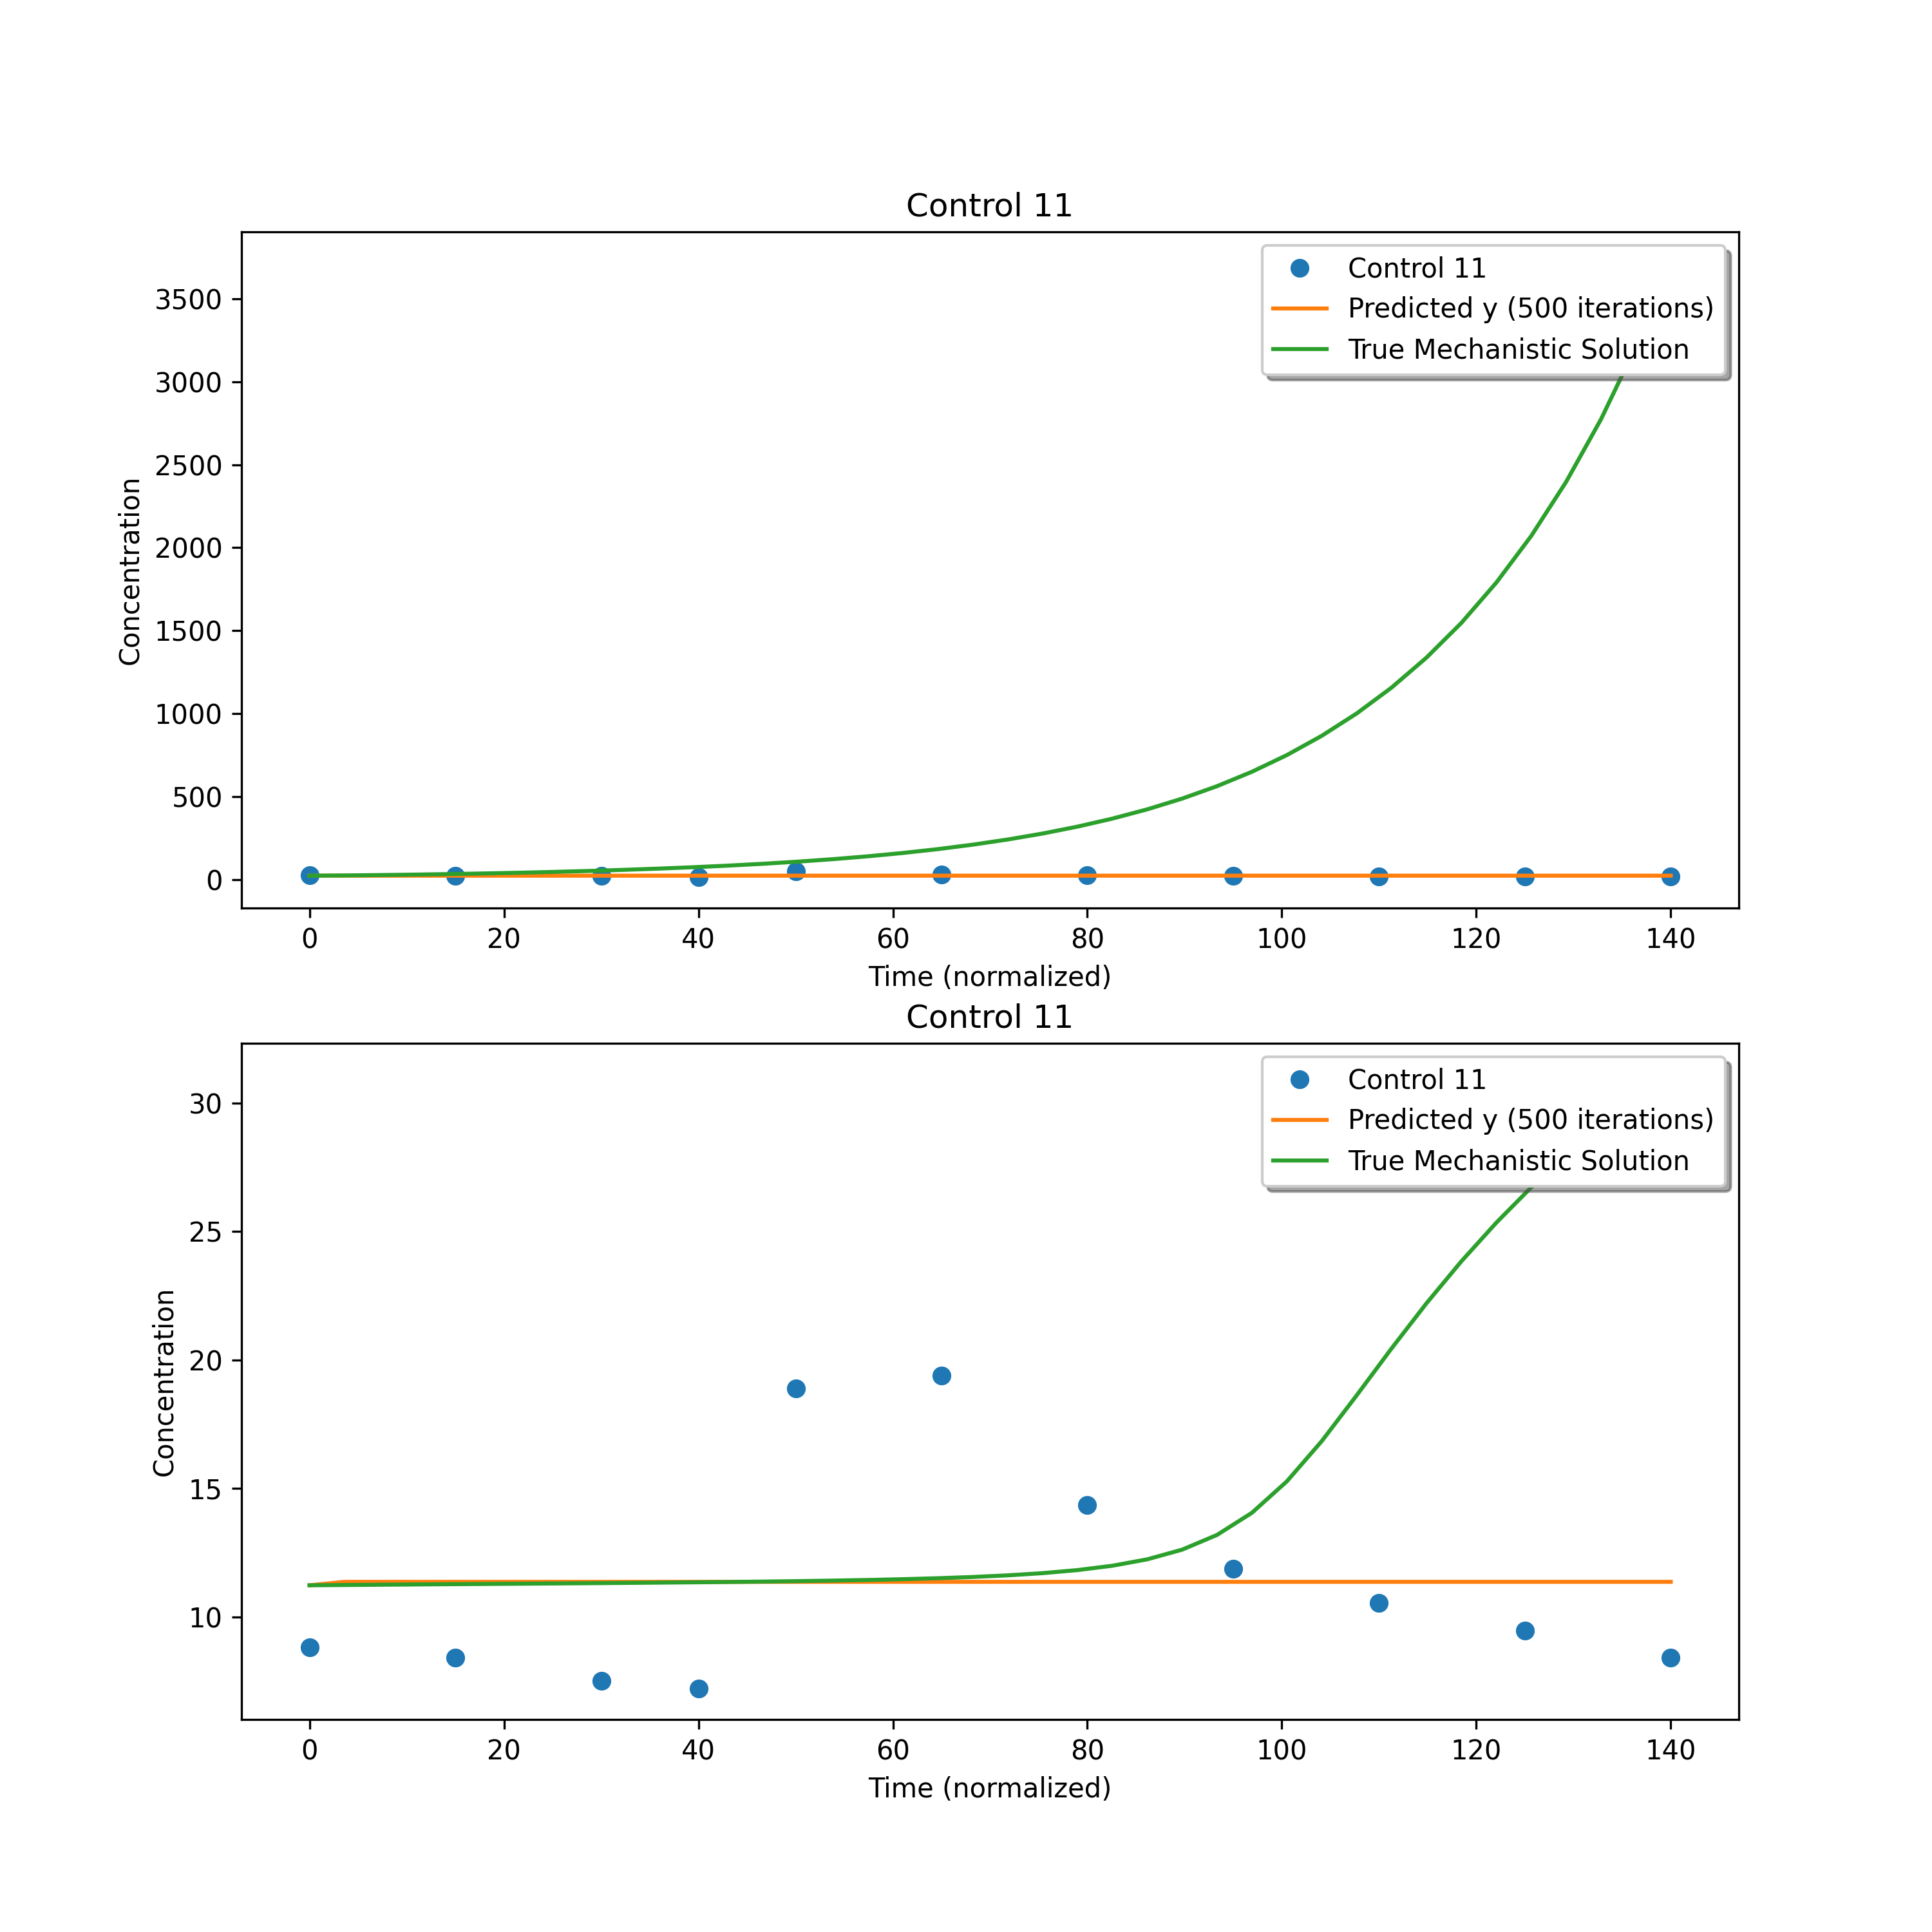 Control 11
Control 11
Predicted y (500 iterations)
True Mechanistic Solution
3500
3000
2500
2000
1500
1000
500
0
Concentration
0 20 40 60 80 100 120 140
Time (normalized)
Control 11
Control 11
Predicted y (500 iterations)
True Mechanistic Solution
30
25
20
15
10
Concentration
0 20 40 60 80 100 120 140
Time (normalized)